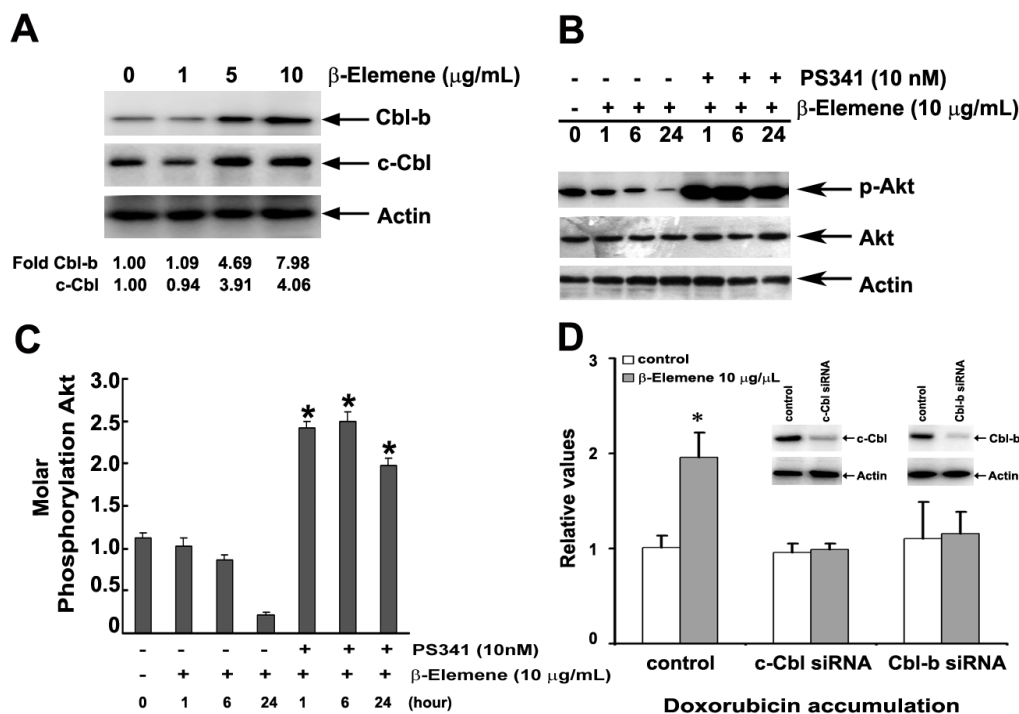 A
0 1 5 10 β-Elemene (μg/mL)
Cbl-b
c-Cbl
Actin
Fold Cbl-b 1.00 1.09 4.69 7.98
c-Cbl 1.00 0.94 3.91 4.06
B
- - - - + + + PS341 (10 nM)
- + + + + + + β-Elemene (10 μg/mL)
0 1 6 24 1 6 24
p-Akt
Akt
Actin
C
Molar
Phosphorylation Akt
3.0
2.5
2.0
1.5
1.0
0.5
0
* * *
- - - - + + + PS341 (10nM)
- + + + + + + β-Elemene (10 μg/mL)
0 1 6 24 1 6 24 (hour)
D
Relative values
3
2
1
0
control
β-Elemene 10 μg/μL
*
control c-Cbl siRNA
c-Cbl
Actin
control Cbl-b siRNA
Cbl-b
Actin
control c-Cbl siRNA Cbl-b siRNA
Doxorubicin accumulation